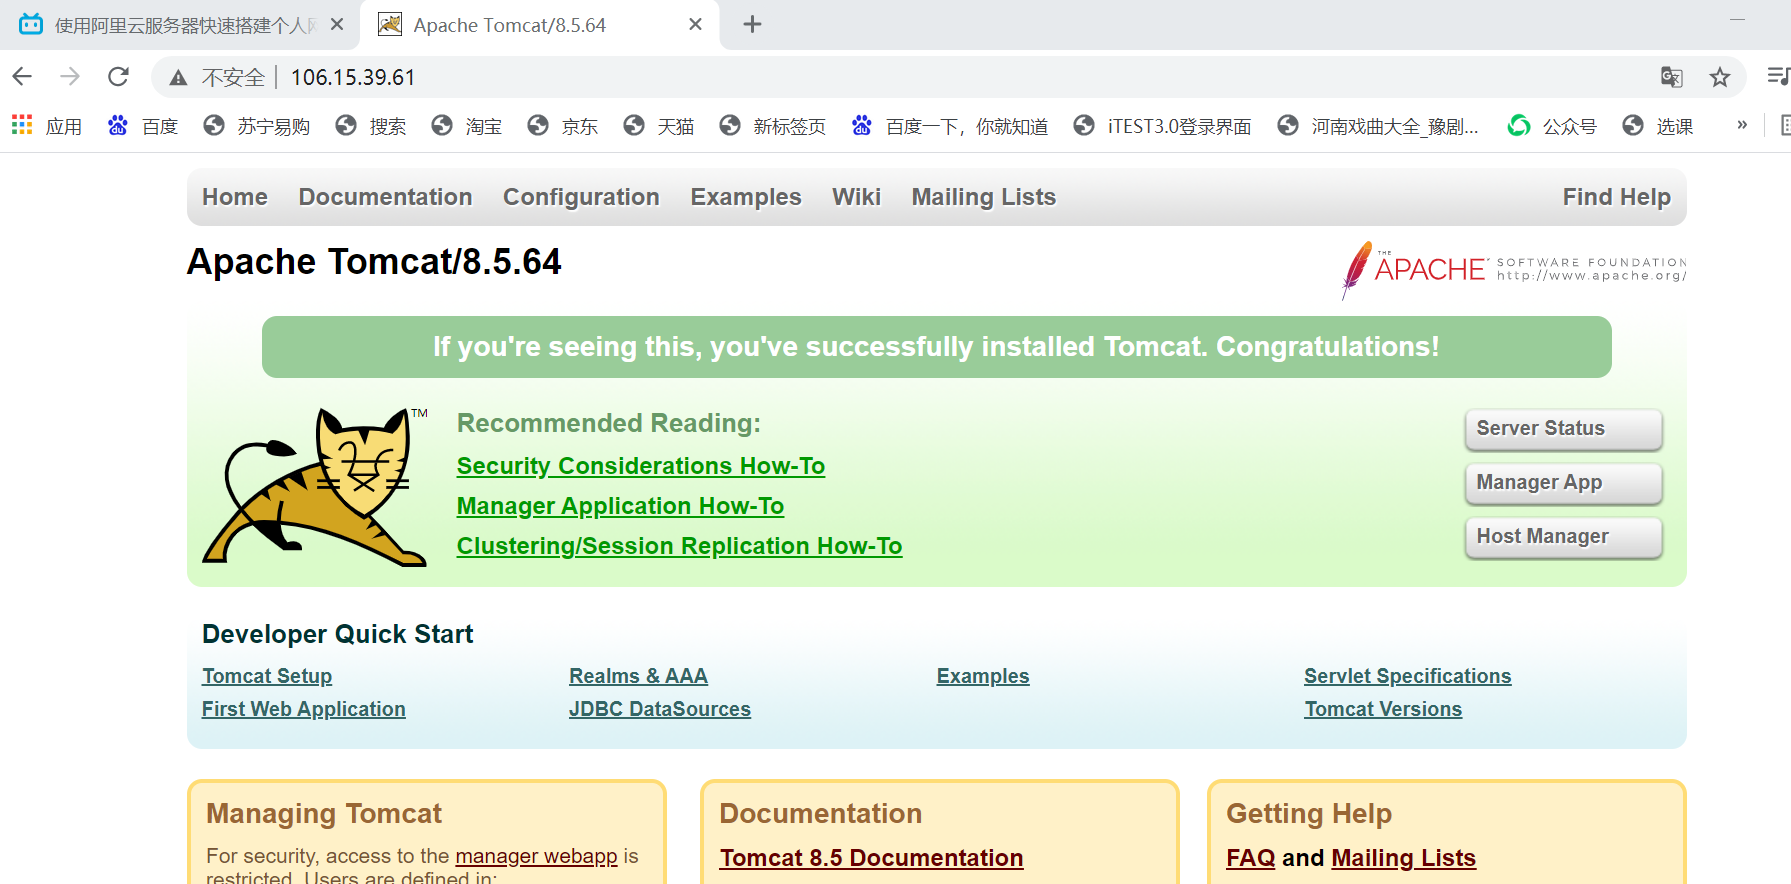 使用阿里云服务器快速搭建个人
Apache Tomcat/8.5.64
不安全 | 106.15.39.61
应用 百度 苏宁易购 搜索 淘宝 京东 天猫 新标签页 百度一下，你就知道 iTEST3.0登录界面 河南戏曲大全_豫剧... 公众号 选课 »
Home Documentation Configuration Examples Wiki Mailing Lists Find Help
Apache Tomcat/8.5.64
THE APACHE SOFTWARE FOUNDATION
http://www.apache.org/
If you're seeing this, you've successfully installed Tomcat. Congratulations!
TM
Recommended Reading:
Security Considerations How-To
Manager Application How-To
Clustering/Session Replication How-To
Server Status
Manager App
Host Manager
Developer Quick Start
Tomcat Setup
First Web Application
Realms & AAA
JDBC DataSources
Examples
Servlet Specifications
Tomcat Versions
Managing Tomcat
For security, access to the manager webapp is
restricted. Users are defined in:
Documentation
Tomcat 8.5 Documentation
Getting Help
FAQ and Mailing Lists